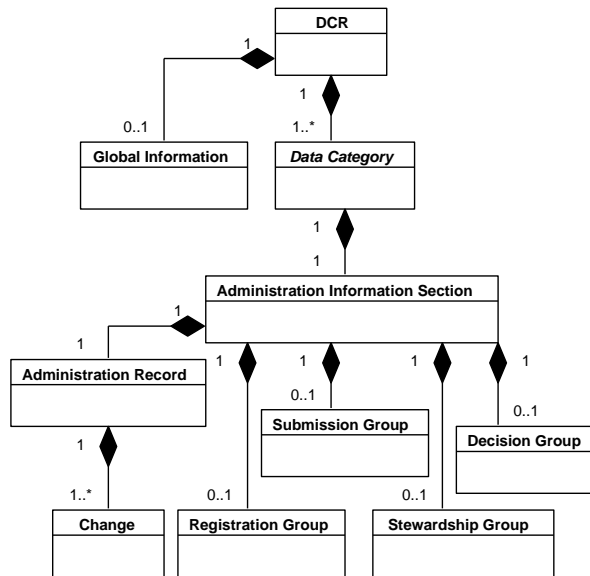 DCR
1
1
0..1
1..*
Global Information
Data Category
1
1
Administration Information Section
1
1
1
1
1
1
Administration Record
0..1
0..1
Submission Group
Decision Group
1
1..*
0..1
0..1
Change
Registration Group
Stewardship Group